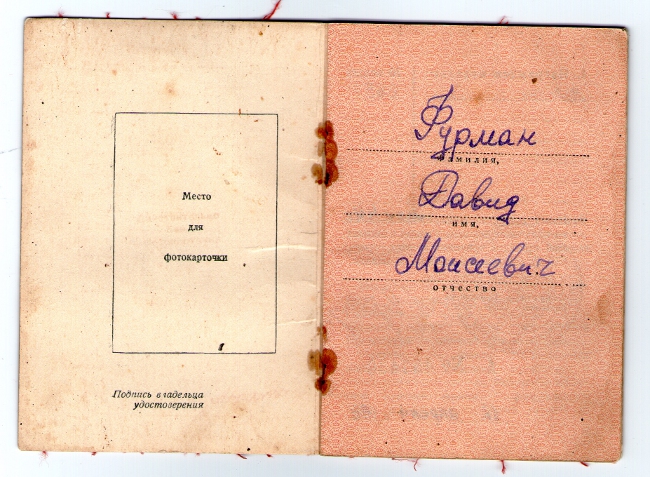 Место
для
фотокарточки
Подпись владельца
удостоверения
Фурман
фамилия,
Давид
имя,
Моисеевич
отчество